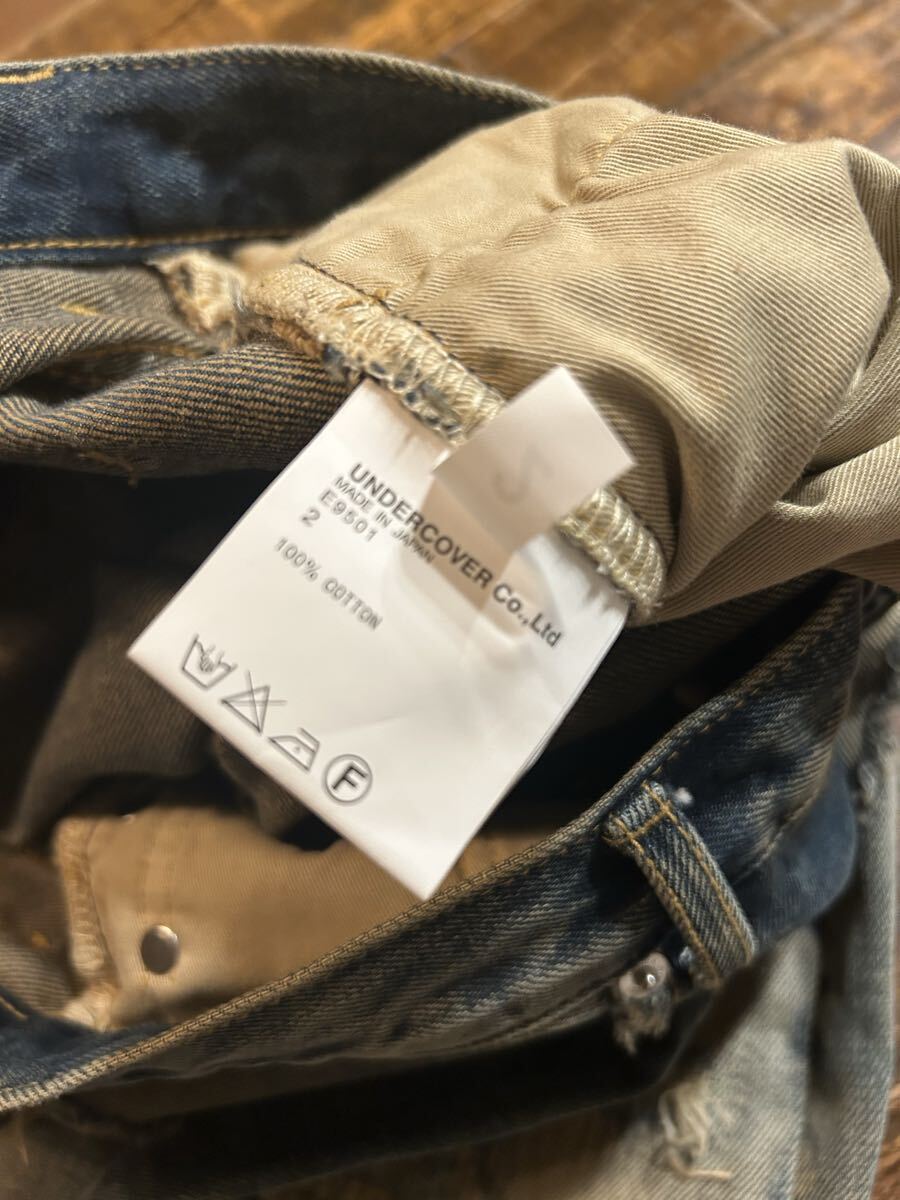 UNDERCOVER Co.,Ltd
MADE IN JAPAN
E9501
2
100% COTTON
F